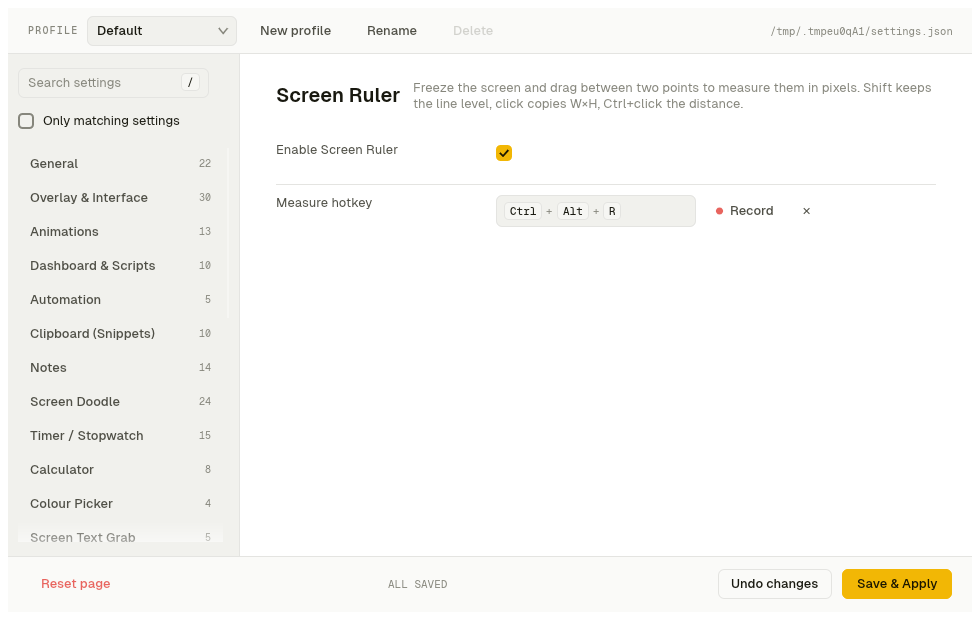 PROFILE Default New profile Rename Delete /tmp/.tmpeu0qA1/settings.json
Search settings /
Only matching settings
General 22
Overlay & Interface 30
Animations 13
Dashboard & Scripts 10
Automation 5
Clipboard (Snippets) 10
Notes 14
Screen Doodle 24
Timer / Stopwatch 15
Calculator 8
Colour Picker 4
Screen Text Grab 5
Screen Ruler
Freeze the screen and drag between two points to measure them in pixels. Shift keeps
the line level, click copies W×H, Ctrl+click the distance.
Enable Screen Ruler
Measure hotkey Ctrl + Alt + R Record ×
Reset page ALL SAVED Undo changes Save & Apply